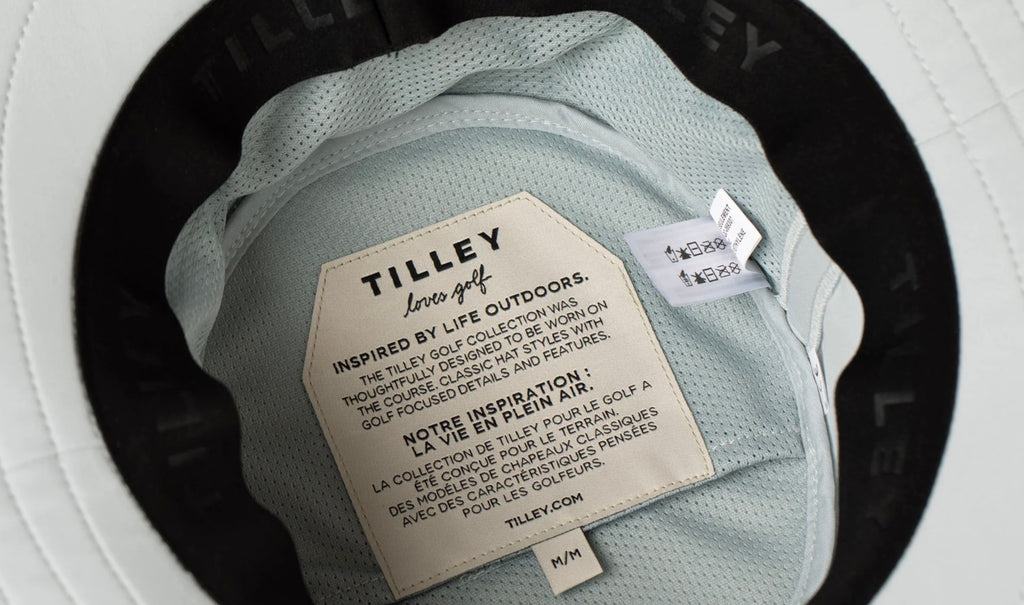 TILLEY
TILLEY
loves golf
INSPIRED BY LIFE OUTDOORS.
THE TILLEY GOLF COLLECTION WAS
THOUGHTFULLY DESIGNED TO BE WORN ON
THE COURSE. CLASSIC HAT STYLES WITH
GOLF FOCUSED DETAILS AND FEATURES.
NOTRE INSPIRATION :
LA VIE EN PLEIN AIR.
LA COLLECTION DE TILLEY POUR LE GOLF A
ÉTÉ CONÇUE POUR LE TERRAIN.
DES MODÈLES DE CHAPEAUX CLASSIQUES
AVEC DES CARACTÉRISTIQUES PENSÉES
POUR LES GOLFEURS.
TILLEY.COM
M/M
TILLEY